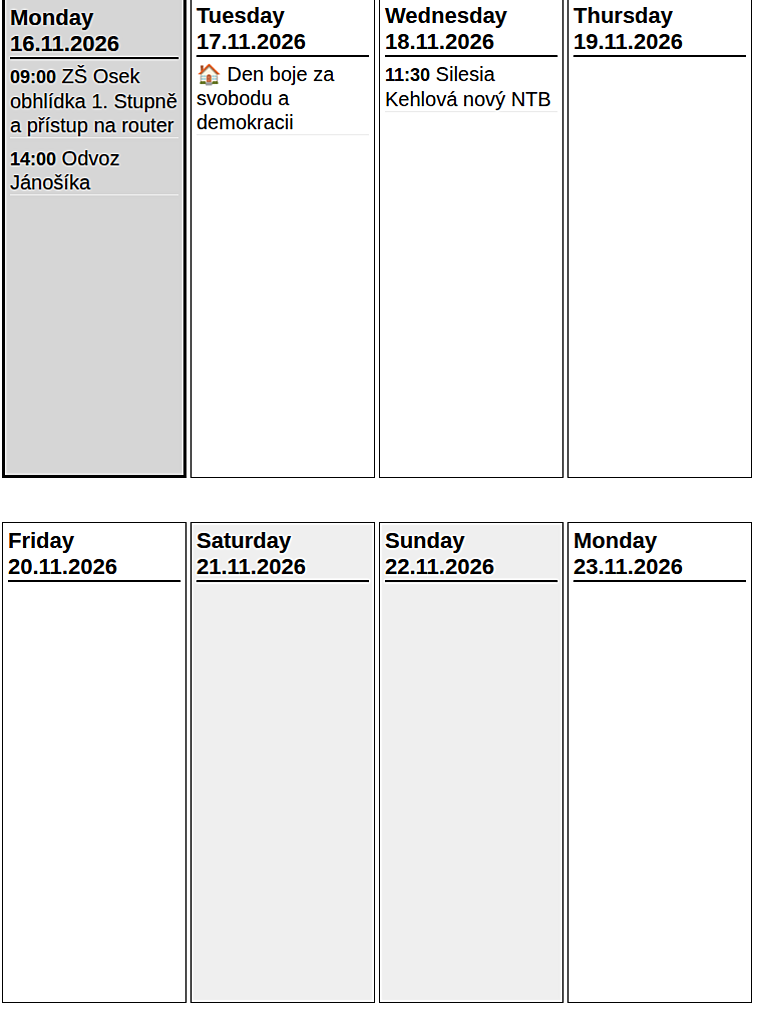 Monday
16.11.2026
09:00 ZŠ Osek
obhlídka 1. Stupně
a přístup na router
14:00 Odvoz
Jánošíka
Tuesday
17.11.2026
🏠 Den boje za
svobodu a
demokracii
Wednesday
18.11.2026
11:30 Silesia
Kehlová nový NTB
Thursday
19.11.2026
Friday
20.11.2026
Saturday
21.11.2026
Sunday
22.11.2026
Monday
23.11.2026